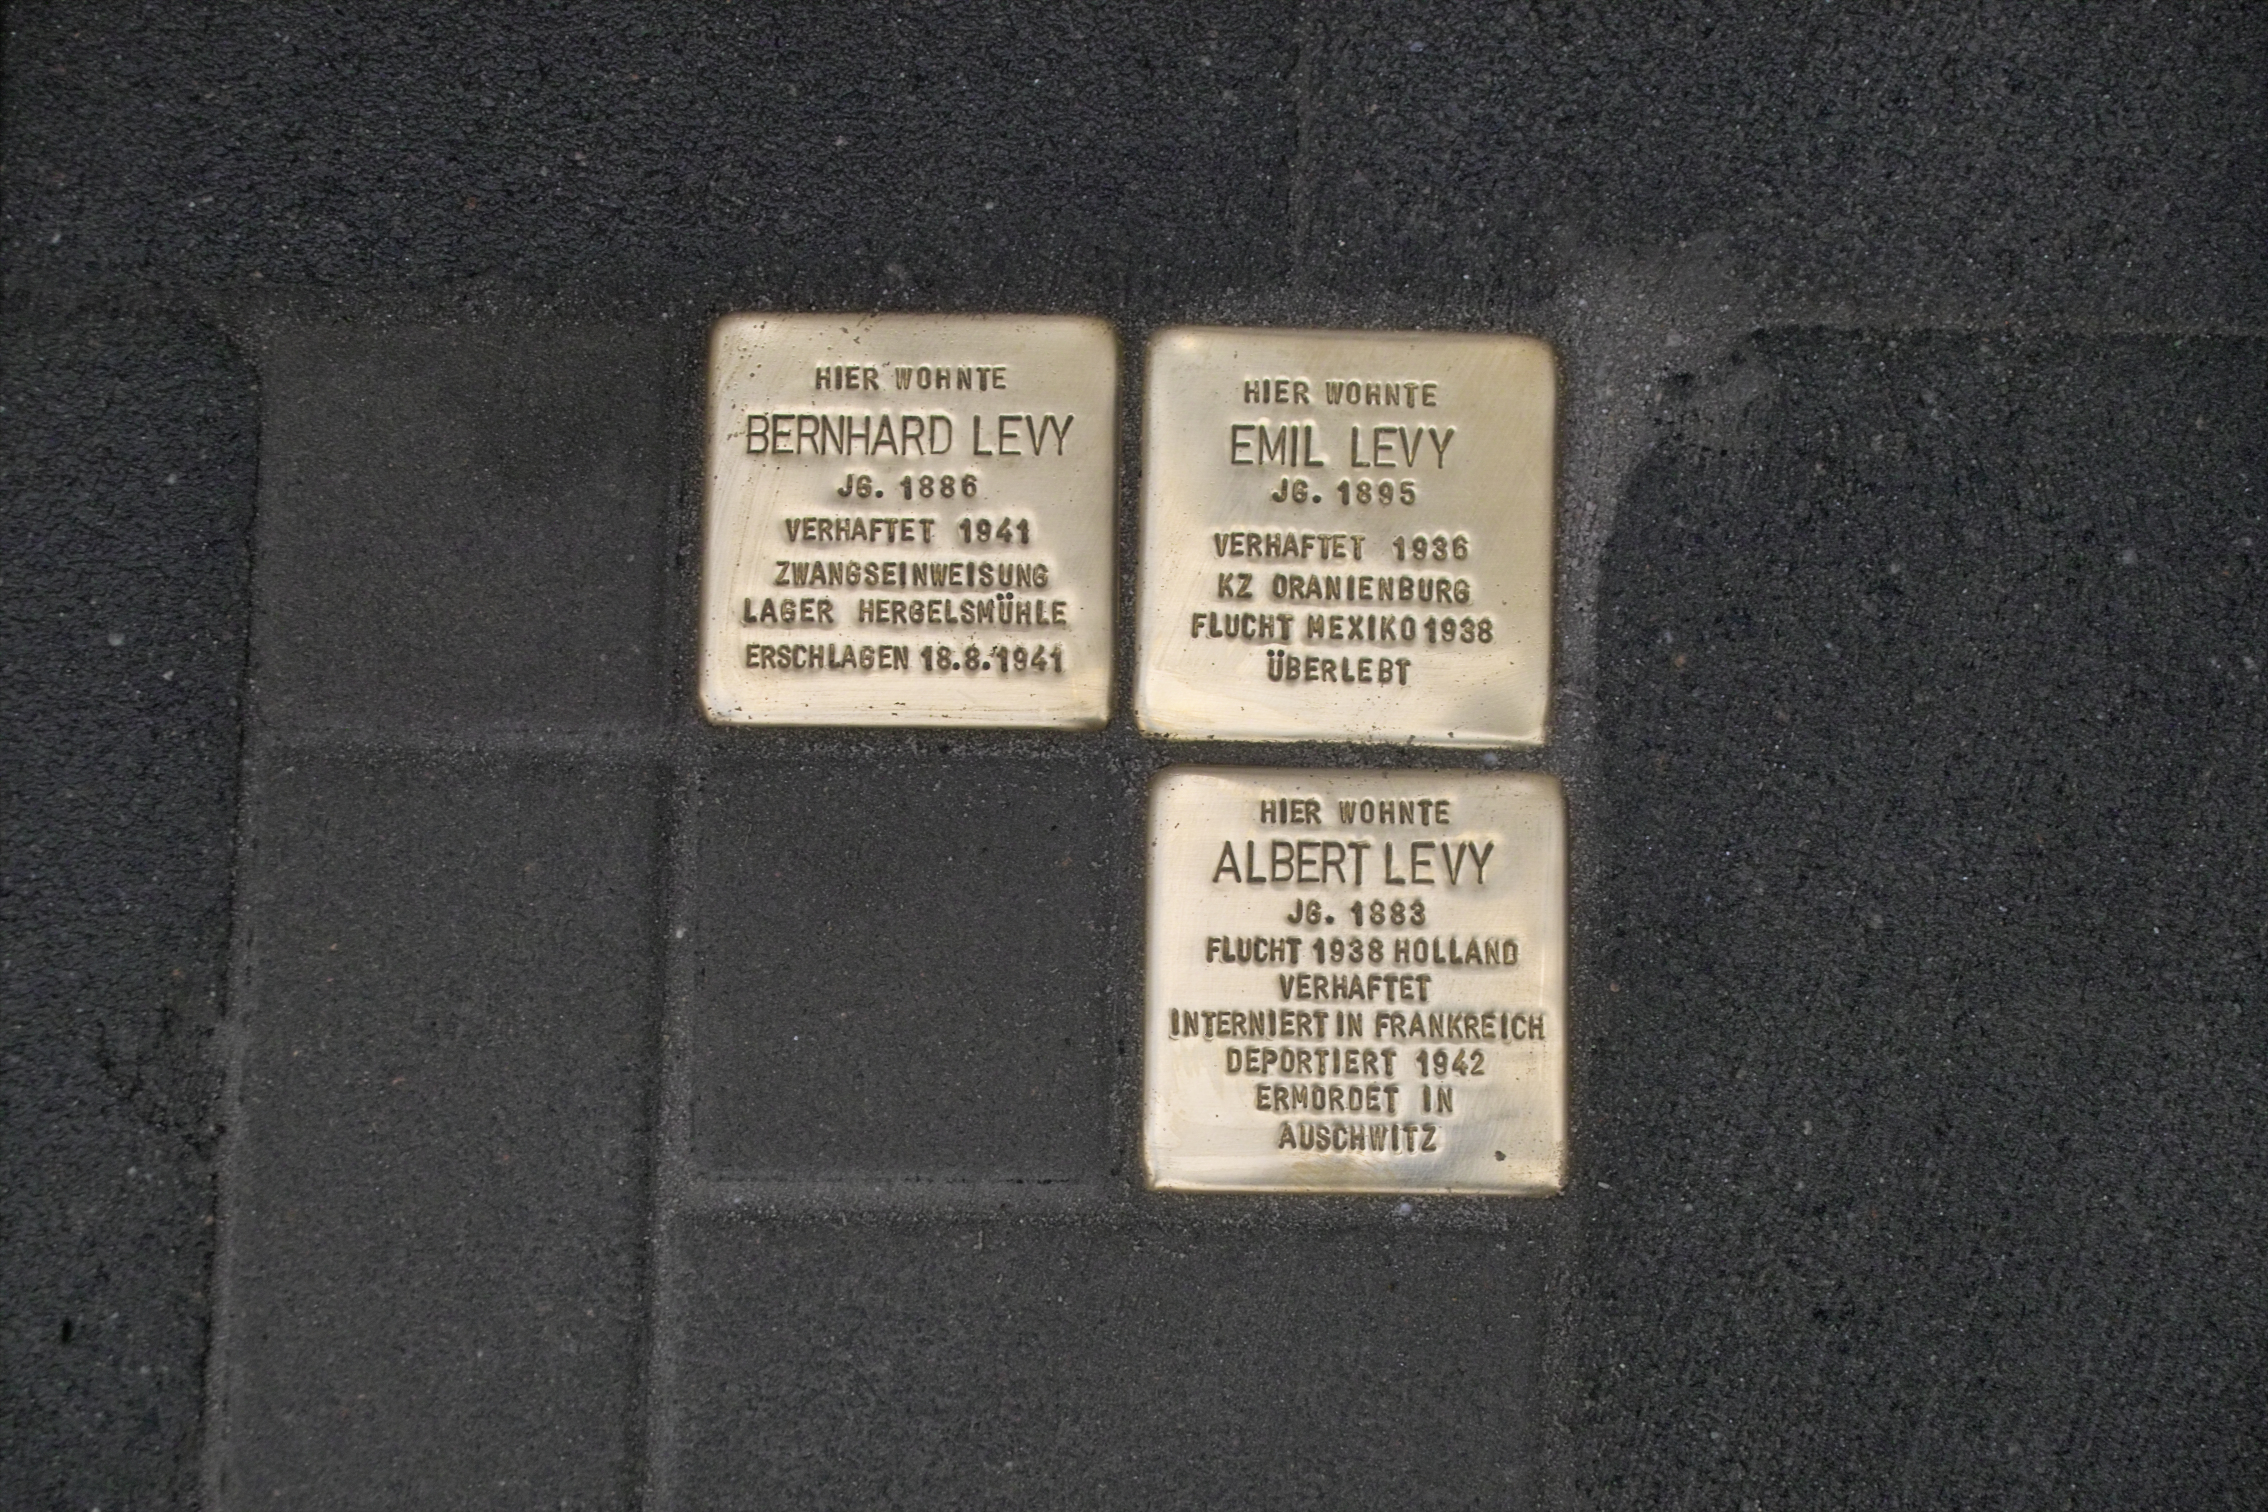 HIER WOHNTE
BERNHARD LEVY
JG. 1886
VERHAFTET 1941
ZWANGSEINWEISUNG
LAGER HERGELSMÜHLE
ERSCHLAGEN 18.8.1941
HIER WOHNTE
EMIL LEVY
JG. 1895
VERHAFTET 1936
KZ ORANIENBURG
FLUCHT MEXIKO 1938
ÜBERLEBT
HIER WOHNTE
ALBERT LEVY
JG. 1883
FLUCHT 1938 HOLLAND
VERHAFTET
INTERNIERT IN FRANKREICH
DEPORTIERT 1942
ERMORDET IN
AUSCHWITZ